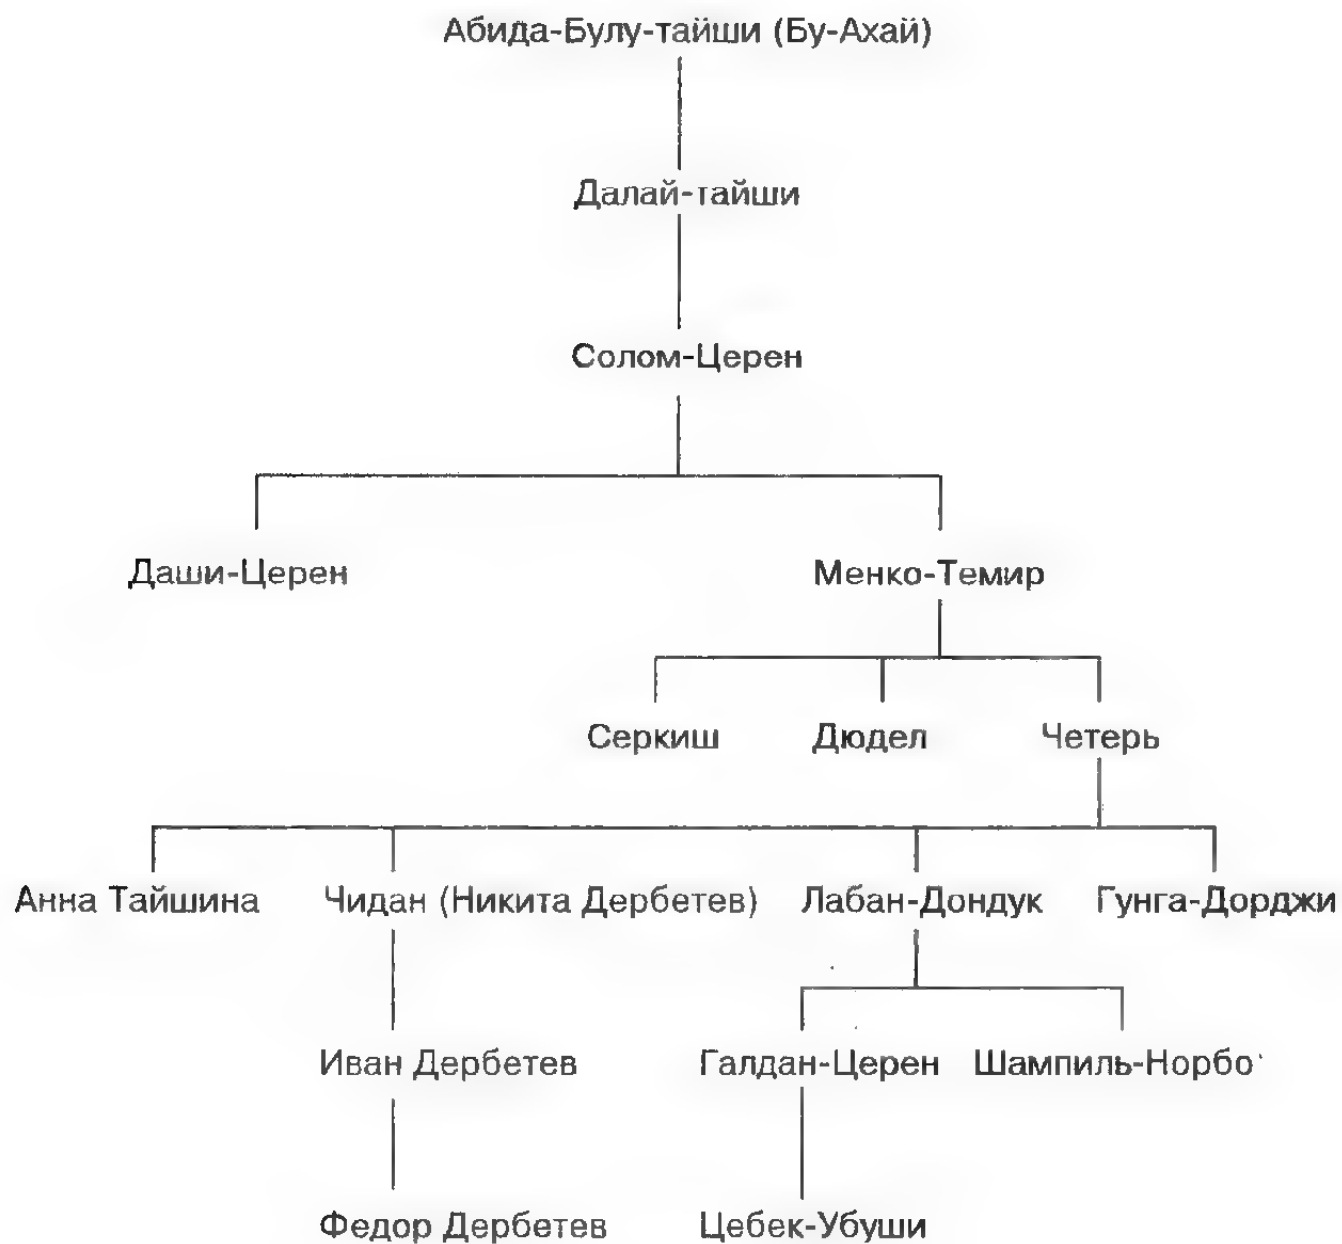 Абида-Булу-тайши (Бу-Ахай)
Далай-тайши
Солом-Церен
Даши-Церен Менко-Темир
Серкиш Дюдел Четерь
Анна Тайшина Чидан (Никита Дербетев) Лабан-Дондук Гунга-Дорджи
Иван Дербетев Галдан-Церен Шампиль-Норбо
Федор Дербетев Цебек-Убуши